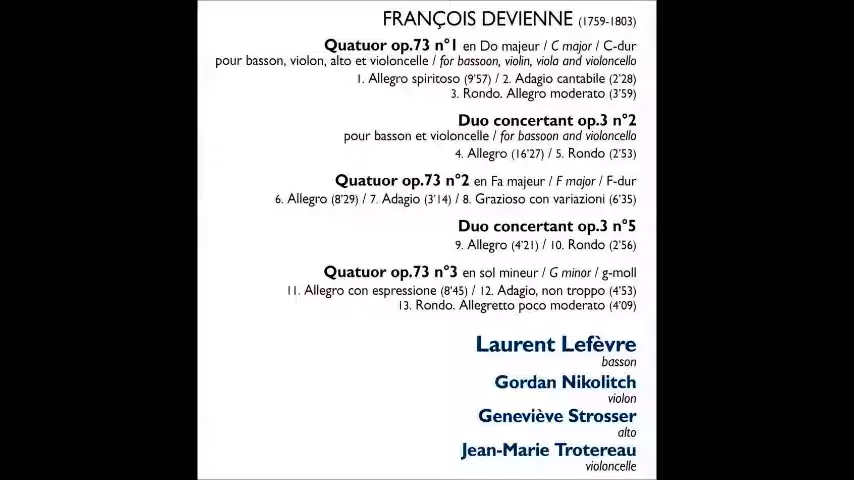 FRANÇOIS DEVIENNE (1759-1803)
Quatuor op.73 n°1 en Do majeur / C major / C-dur
pour basson, violon, alto et violoncelle / for bassoon, violin, viola and violoncello
1. Allegro spiritoso (9'57) / 2. Adagio cantabile (2'28)
3. Rondo. Allegro moderato (3'59)
Duo concertant op.3 n°2
pour basson et violoncelle / for bassoon and violoncello
4. Allegro (16'27) / 5. Rondo (2'53)
Quatuor op.73 n°2 en Fa majeur / F major / F-dur
6. Allegro (8'29) / 7. Adagio (3'14) / 8. Grazioso con variazioni (6'35)
Duo concertant op.3 n°5
9. Allegro (4'21) / 10. Rondo (2'56)
Quatuor op.73 n°3 en sol mineur / G minor / g-moll
11. Allegro con espressione (8'45) / 12. Adagio, non troppo (4'53)
13. Rondo. Allegretto poco moderato (4'09)
Laurent Lefèvre
basson
Gordan Nikolitch
violon
Geneviève Strosser
alto
Jean-Marie Trotereau
violoncelle